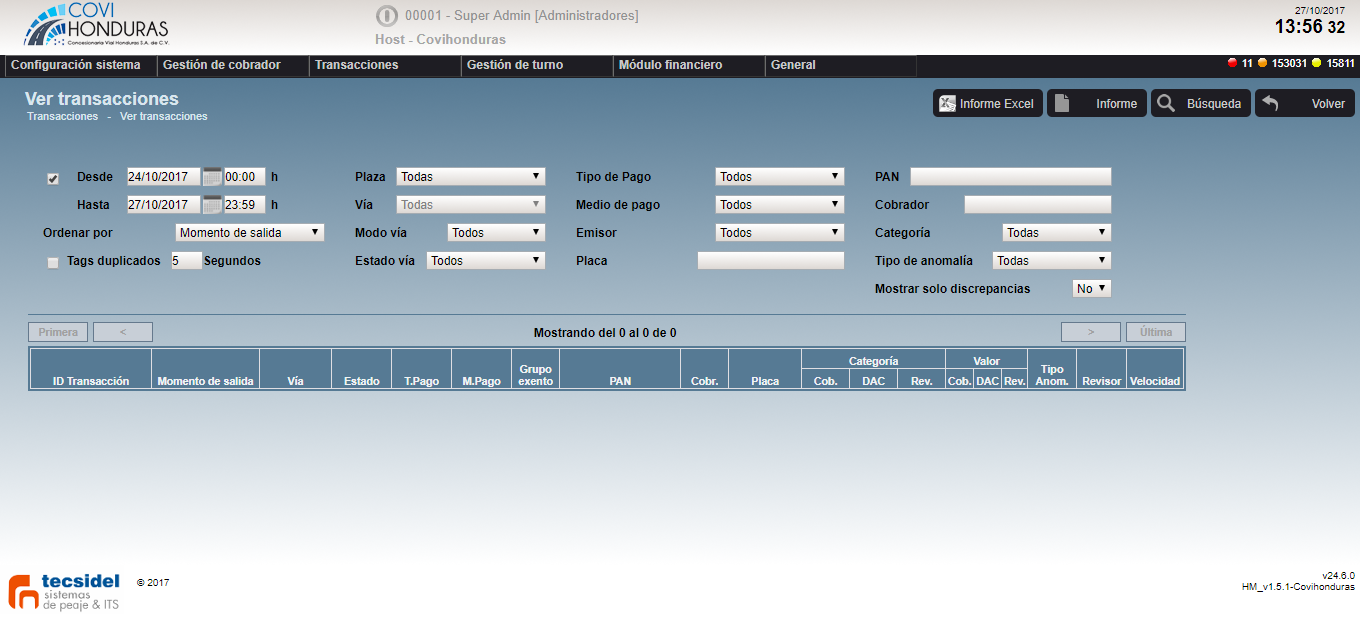 COVI
HONDURAS
Concesionaria Vial Honduras S.A. de C.V.
00001 - Super Admin [Administradores]
Host - Covihonduras
27/10/2017
13:56 32
Configuración sistema Gestión de cobrador Transacciones Gestión de turno Módulo financiero General
11 153031 15811
Ver transacciones
Transacciones - Ver transacciones
Informe Excel Informe Búsqueda Volver
Desde 24/10/2017 00:00 h Plaza Todas Tipo de Pago Todos PAN
Hasta 27/10/2017 23:59 h Vía Todas Medio de pago Todos Cobrador
Ordenar por Momento de salida Modo vía Todos Emisor Todos Categoría Todas
Tags duplicados 5 Segundos Estado vía Todos Placa Tipo de anomalía Todas
Mostrar solo discrepancias No
Primera < Mostrando del 0 al 0 de 0 > Última
ID Transacción Momento de salida Vía Estado T.Pago M.Pago Grupo exento PAN Cobr. Placa Categoría Cob. DAC Rev. Valor Cob. DAC Rev. Tipo Anom. Revisor Velocidad
tecsidel
sistemas
de peaje & ITS
© 2017
v24.6.0
HM_v1.5.1-Covihonduras